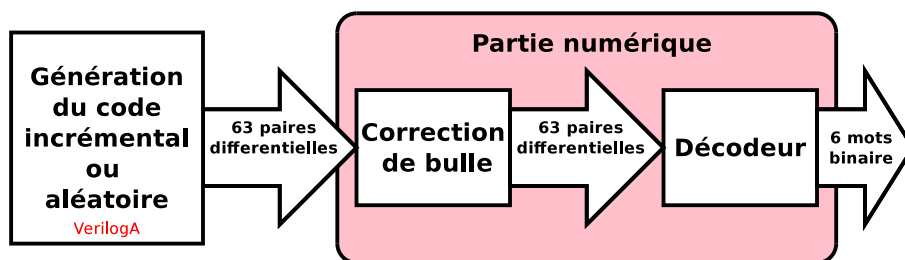 Partie numérique
Génération
du code
incrémental
ou
aléatoire
VerilogA
63 paires
differentielles
Correction
de bulle
63 paires
differentielles
Décodeur
6 mots
binaire